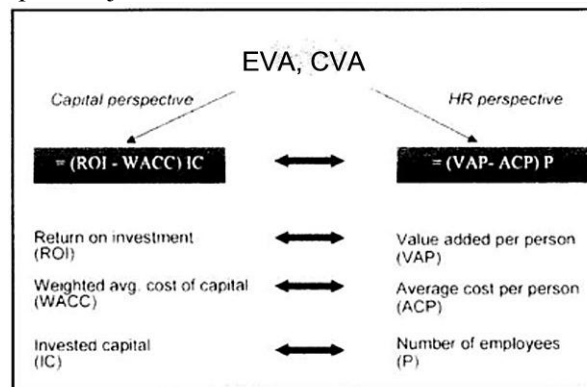 EVA, CVA
Capital perspective HR perspective
= (ROI - WACC) IC = (VAP- ACP) P
Return on investment Value added per person
(ROI) (VAP)
Weighted avg. cost of capital Average cost per person
(WACC) (ACP)
Invested capital Number of employees
(IC) (P)